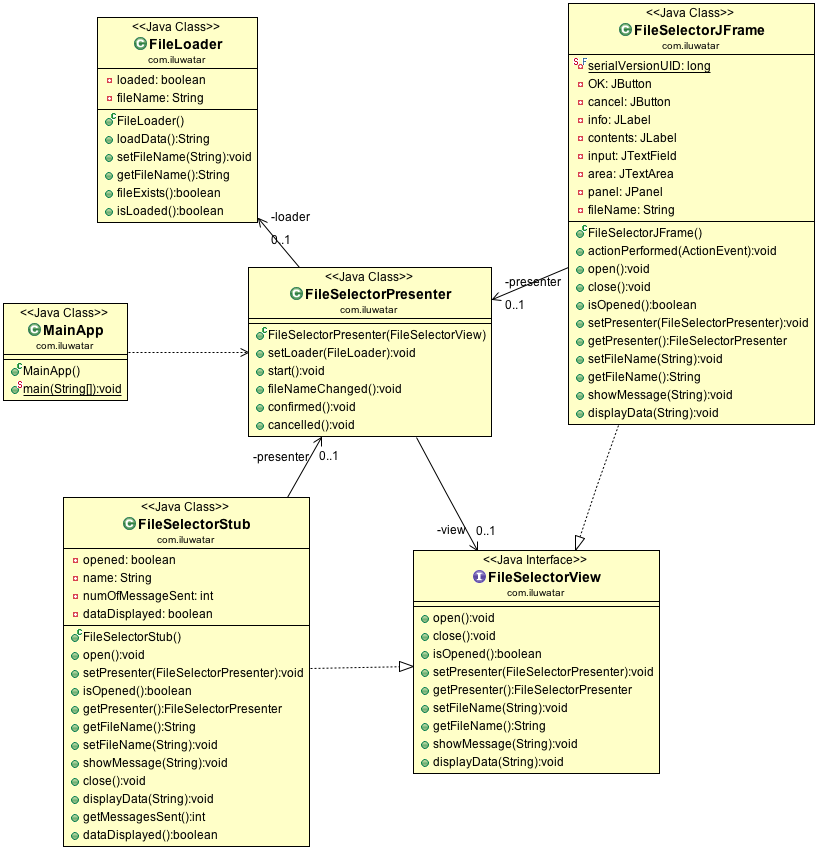 <<Java Class>>
FileLoader
com.iluwatar
loaded: boolean
fileName: String
FileLoader()
loadData():String
setFileName(String):void
getFileName():String
fileExists():boolean
isLoaded():boolean
<<Java Class>>
FileSelectorJFrame
com.iluwatar
serialVersionUID: long
OK: JButton
cancel: JButton
info: JLabel
contents: JLabel
input: JTextField
area: JTextArea
panel: JPanel
fileName: String
FileSelectorJFrame()
actionPerformed(ActionEvent):void
open():void
close():void
isOpened():boolean
setPresenter(FileSelectorPresenter):void
getPresenter():FileSelectorPresenter
setFileName(String):void
getFileName():String
showMessage(String):void
displayData(String):void
-loader
0..1
-presenter
0..1
<<Java Class>>
MainApp
com.iluwatar
MainApp()
main(String[]):void
<<Java Class>>
FileSelectorPresenter
com.iluwatar
FileSelectorPresenter(FileSelectorView)
setLoader(FileLoader):void
start():void
fileNameChanged():void
confirmed():void
cancelled():void
-presenter
0..1
-view
0..1
<<Java Class>>
FileSelectorStub
com.iluwatar
opened: boolean
name: String
numOfMessageSent: int
dataDisplayed: boolean
FileSelectorStub()
open():void
setPresenter(FileSelectorPresenter):void
isOpened():boolean
getPresenter():FileSelectorPresenter
getFileName():String
setFileName(String):void
showMessage(String):void
close():void
displayData(String):void
getMessagesSent():int
dataDisplayed():boolean
<<Java Interface>>
FileSelectorView
com.iluwatar
open():void
close():void
isOpened():boolean
setPresenter(FileSelectorPresenter):void
getPresenter():FileSelectorPresenter
setFileName(String):void
getFileName():String
showMessage(String):void
displayData(String):void